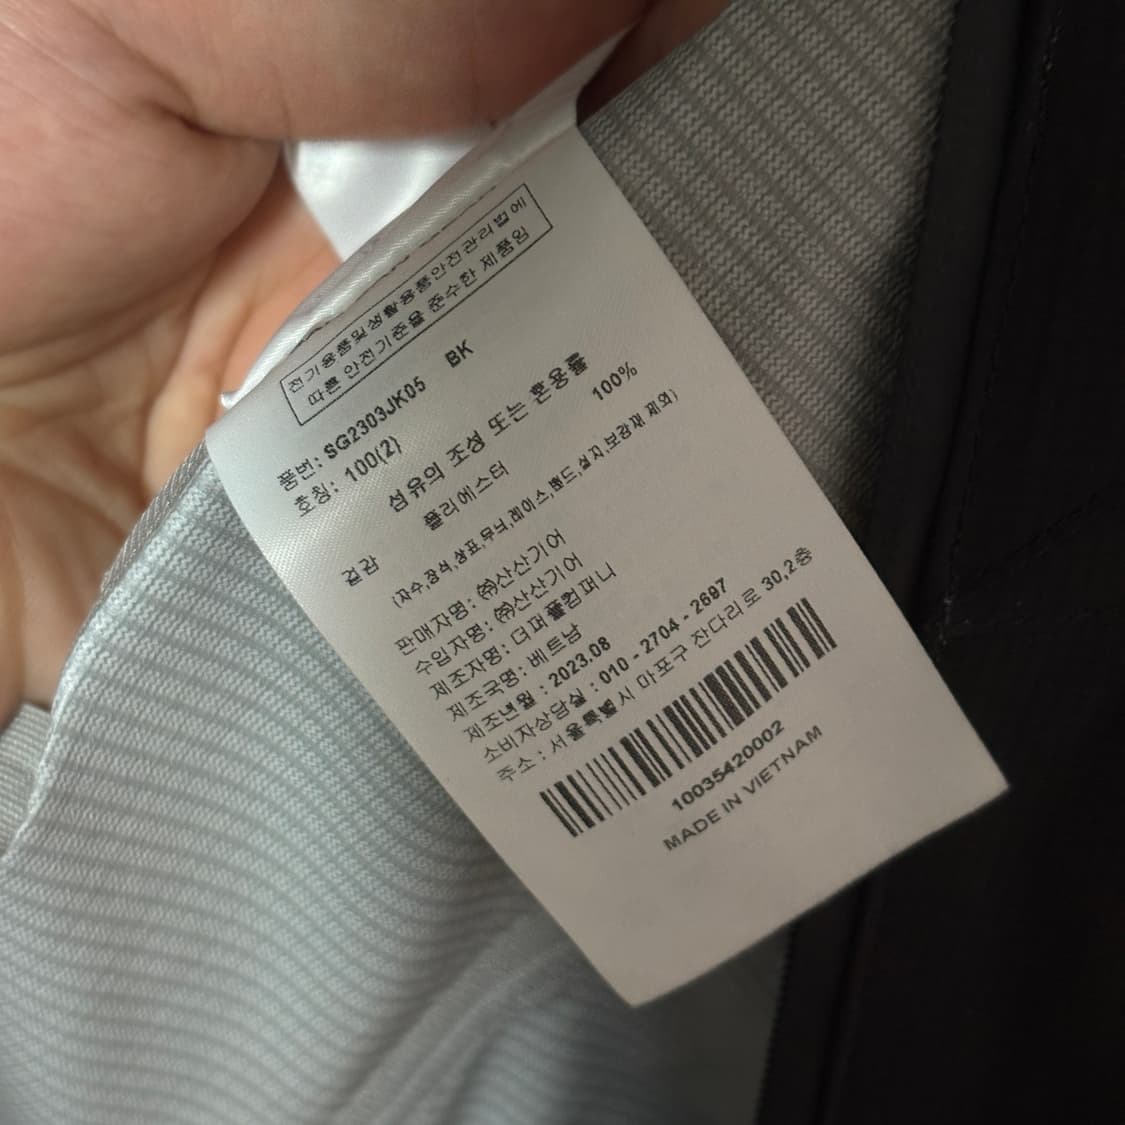 전기용품및생활용품안전관리법에
따른 안전기준을 준수한 제품임
품번: SG2303JK05 BK
호칭: 100(2)
섬유의 조성 또는 혼용률
겉감 폴리에스터 100%
(자수,장식,상표,무늬,레이스,밴드,심지,보강재 제외)
판매자명: ㈜산산기어
수입자명: ㈜산산기어
제조자명: 더퍼플컴퍼니
제조국명: 베트남
제조년월 : 2023.08
소비자상담실 : 010 - 2704 - 2697
주소 : 서울특별시 마포구 잔다리로 30,2층
10035420002
MADE IN VIETNAM